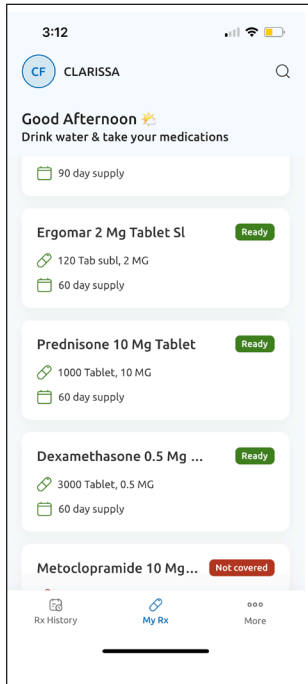 3:12
CF CLARISSA
Good Afternoon
Drink water & take your medications
90 day supply
Ergomar 2 Mg Tablet Sl Ready
120 Tab subl, 2 MG
60 day supply
Prednisone 10 Mg Tablet Ready
1000 Tablet, 10 MG
60 day supply
Dexamethasone 0.5 Mg ... Ready
3000 Tablet, 0.5 MG
60 day supply
Metoclopramide 10 Mg... Not covered
Rx History My Rx More